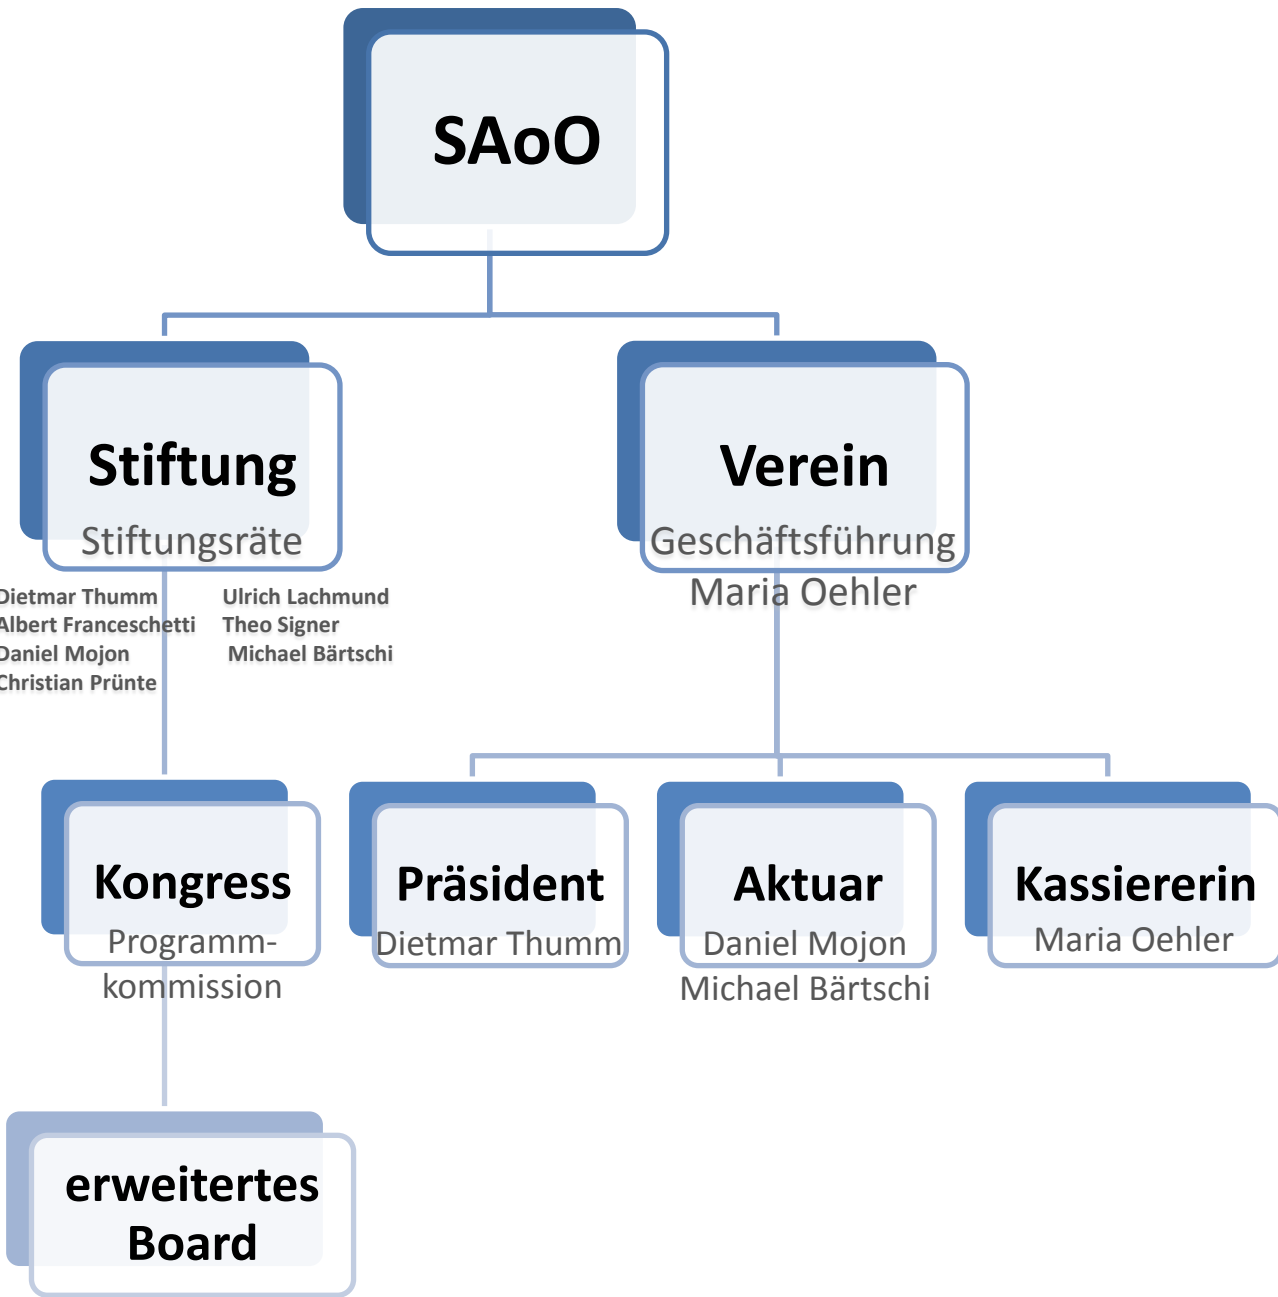 SAoO
Stiftung
Stiftungsräte
Dietmar Thumm Ulrich Lachmund
Albert Franceschetti Theo Signer
Daniel Mojon Michael Bärtschi
Christian Prünte
Verein
Geschäftsführung
Maria Oehler
Kongress
Programm-
kommission
Präsident
Dietmar Thumm
Aktuar
Daniel Mojon
Michael Bärtschi
Kassiererin
Maria Oehler
erweitertes
Board